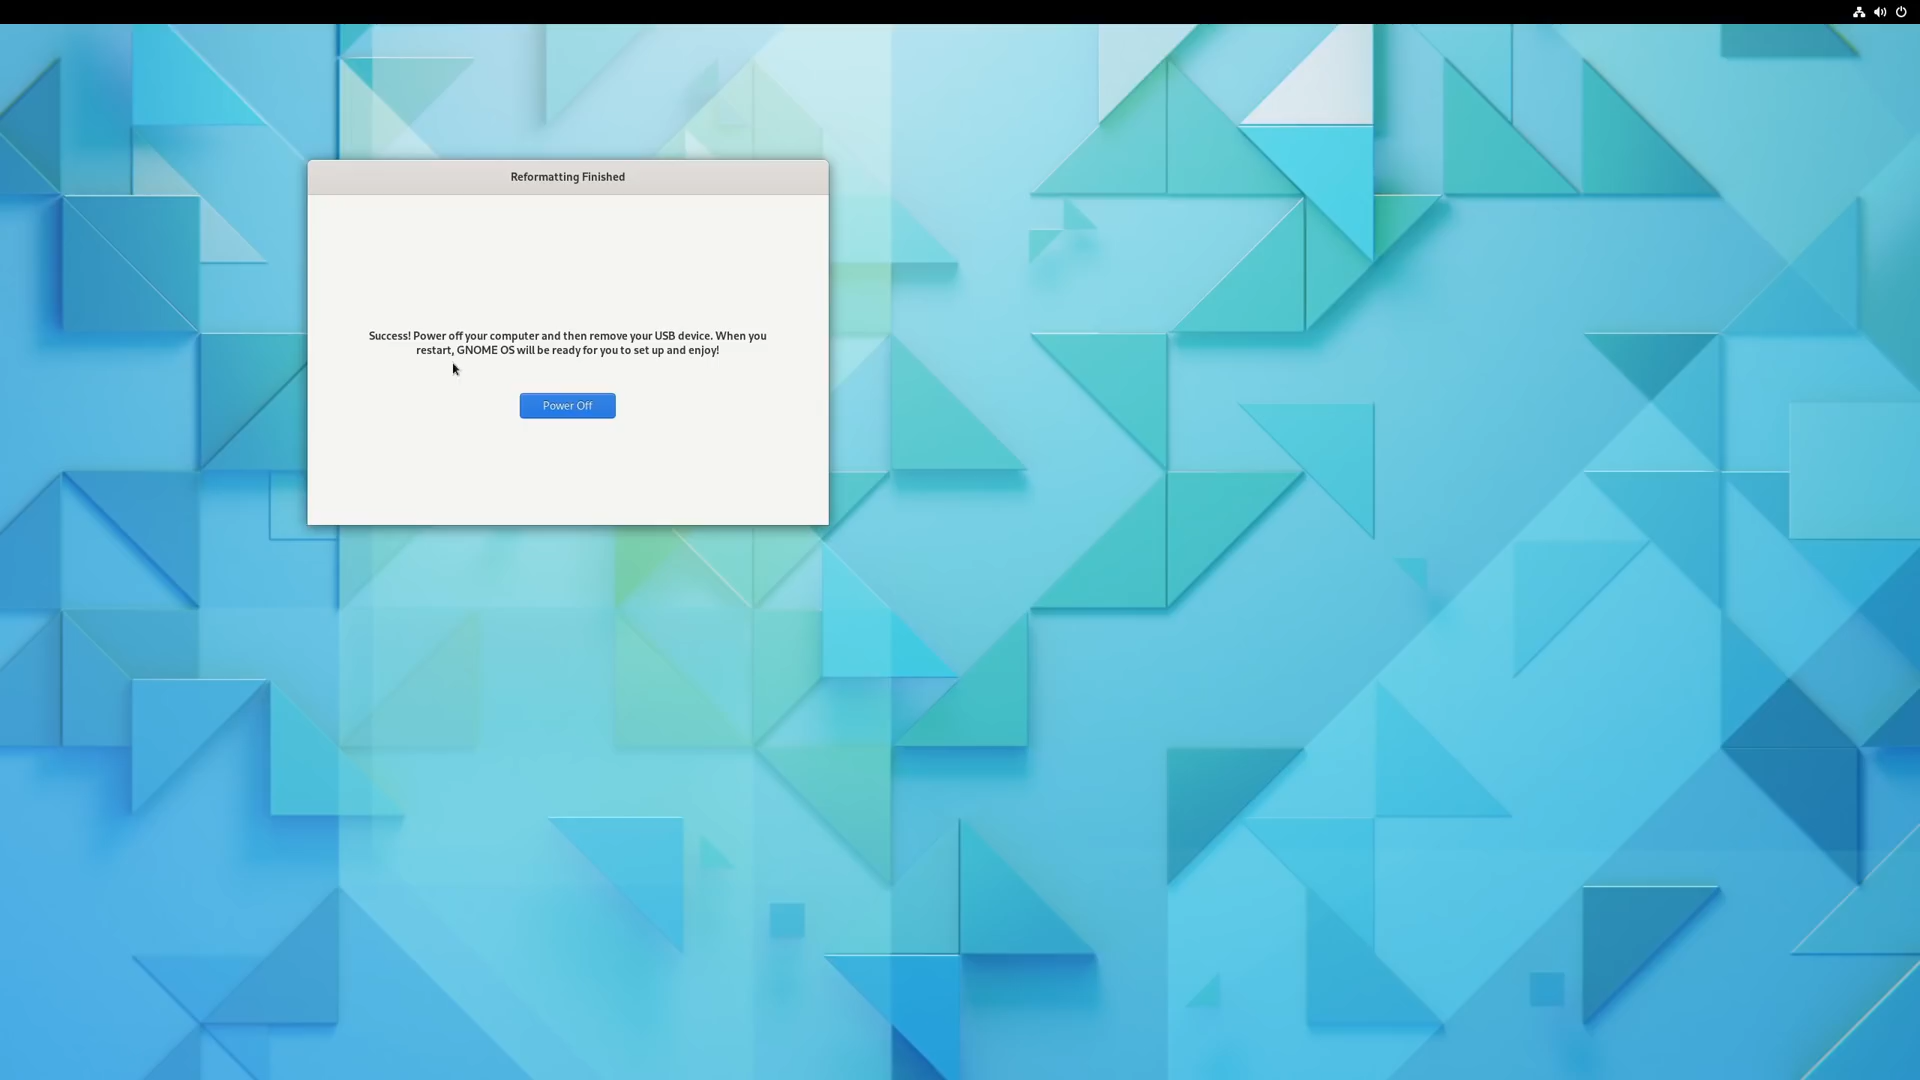 Reformatting Finished
Success! Power off your computer and then remove your USB device. When you
restart, GNOME OS will be ready for you to set up and enjoy!
Power Off